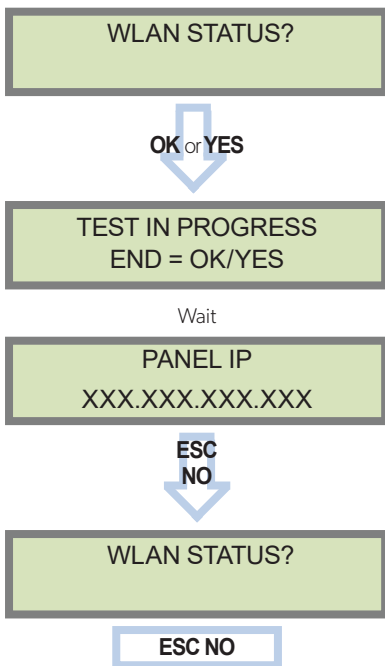 WLAN STATUS?
OK or YES
TEST IN PROGRESS
END = OK/YES
Wait
PANEL IP
XXX.XXX.XXX.XXX
ESC
NO
WLAN STATUS?
ESC NO